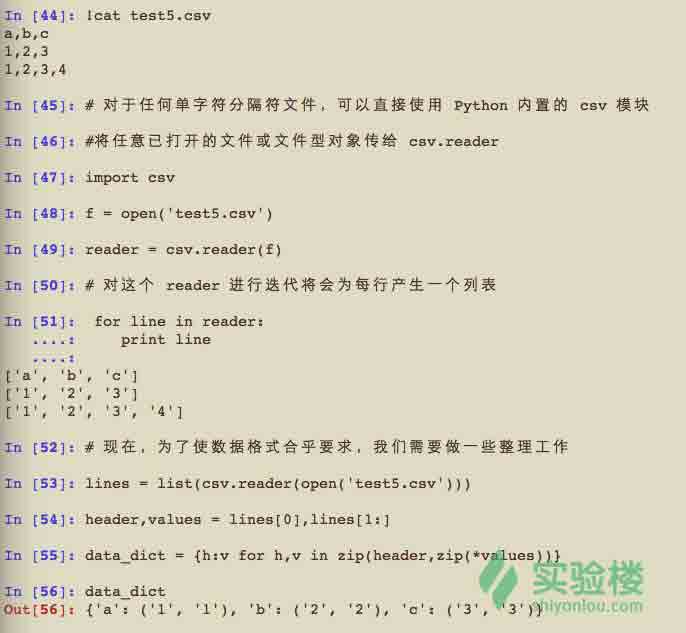 In [44]: !cat test5.csv
a,b,c
1,2,3
1,2,3,4
In [45]: # 对于任何单字符分隔符文件，可以直接使用 Python 内置的 csv 模块
In [46]: #将任意已打开的文件或文件型对象传给 csv.reader
In [47]: import csv
In [48]: f = open('test5.csv')
In [49]: reader = csv.reader(f)
In [50]: # 对这个 reader 进行迭代将会为每行产生一个列表
In [51]:  for line in reader:
   ....:     print line
   ....:
['a', 'b', 'c']
['1', '2', '3']
['1', '2', '3', '4']
In [52]: # 现在，为了使数据格式合乎要求，我们需要做一些整理工作
In [53]: lines = list(csv.reader(open('test5.csv')))
In [54]: header,values = lines[0],lines[1:]
In [55]: data_dict = {h:v for h,v in zip(header,zip(*values))}
In [56]: data_dict
Out[56]: {'a': ('1', '1'), 'b': ('2', '2'), 'c': ('3', '3')}
实验楼
shiyanlou.com